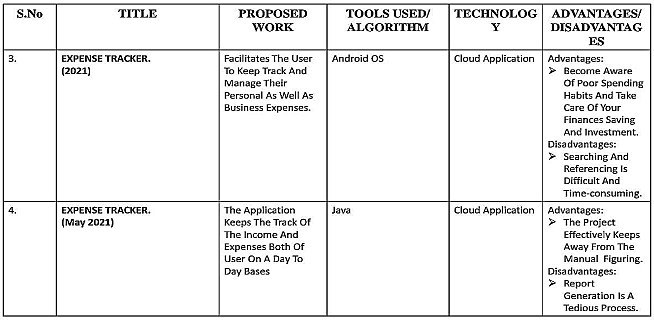 S.No
TITLE
PROPOSED
WORK
TOOLS USED/
ALGORITHM
TECHNOLOG
Y
ADVANTAGES/
DISADVANTAG
ES
3.
EXPENSE TRACKER.
(2021)
Facilitates The User
To Keep Track And
Manage Their
Personal As Well As
Business Expenses.
Android OS
Cloud Application
Advantages:
➢ Become Aware
Of Poor Spending
Habits And Take
Care Of Your
Finances Saving
And Investment.
Disadvantages:
➢ Searching And
Referencing Is
Difficult And
Time-consuming.
4.
EXPENSE TRACKER.
(May 2021)
The Application
Keeps The Track Of
The Income And
Expenses Both Of
User On A Day To
Day Bases
Java
Cloud Application
Advantages:
➢ The Project
Effectively Keeps
Away From The
Manual Figuring.
Disadvantages:
➢ Report
Generation Is A
Tedious Process.